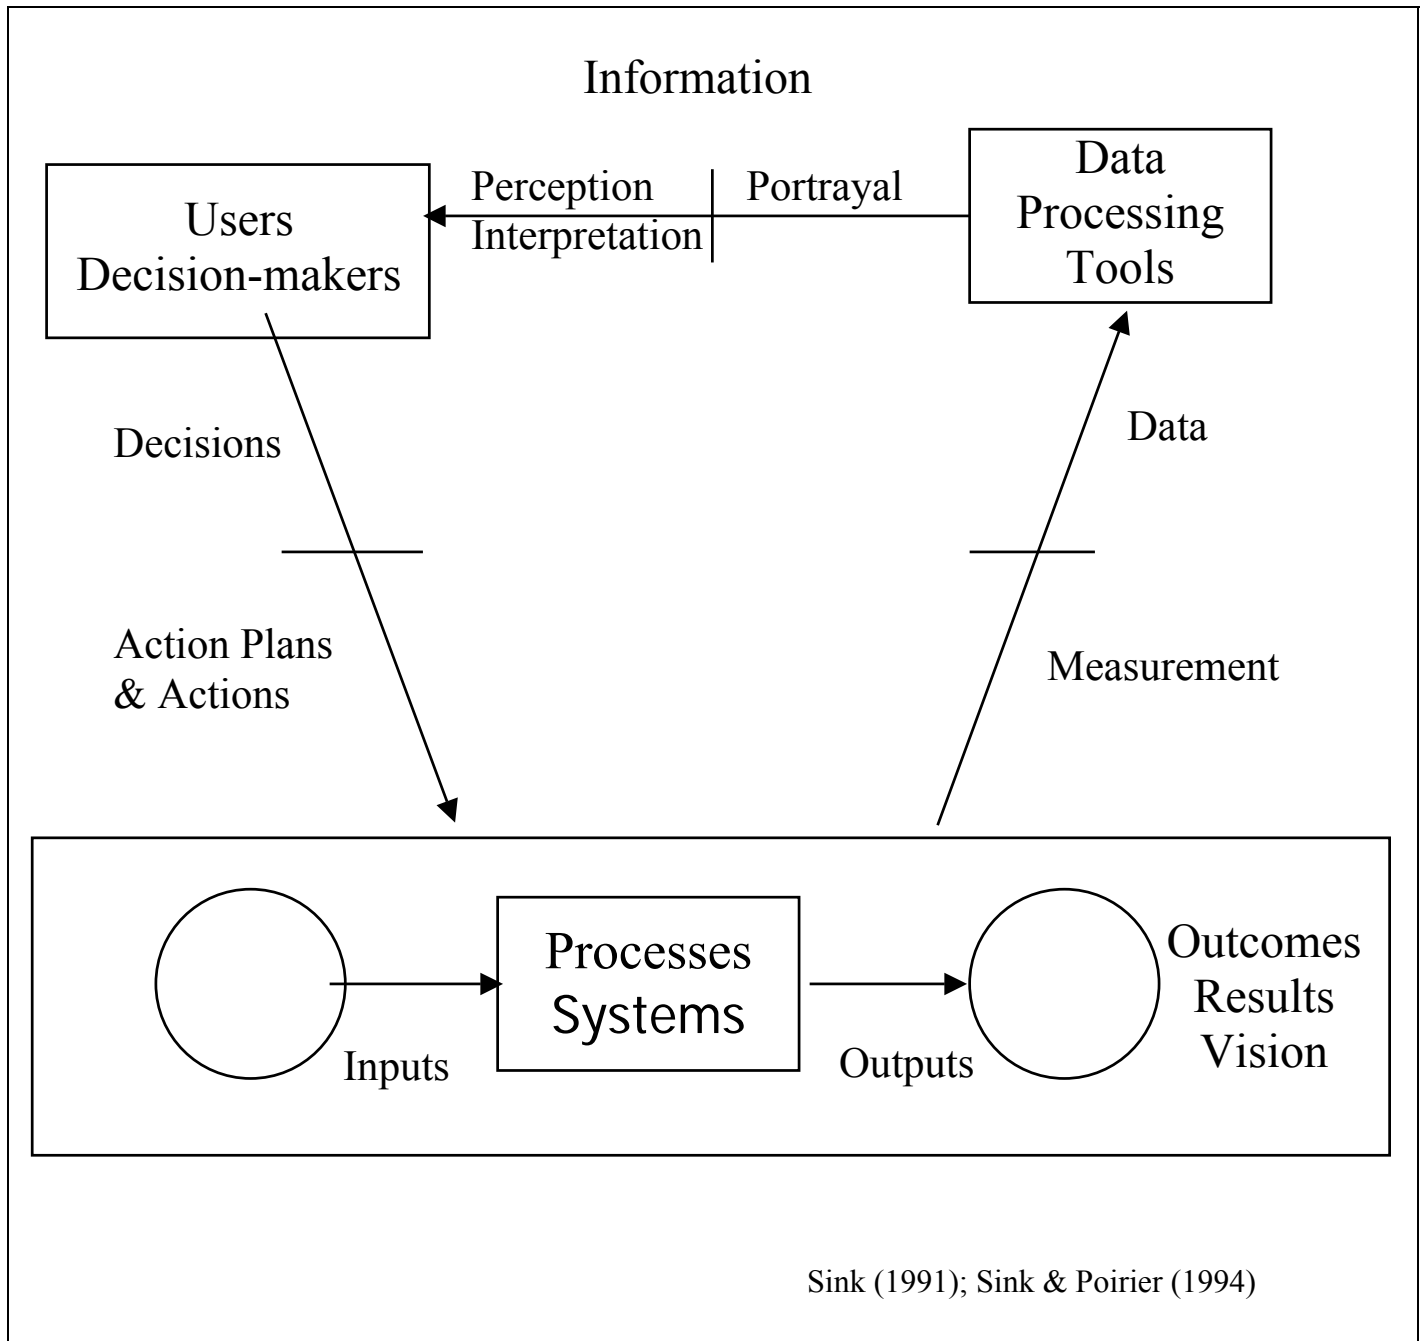 Information
Users
Decision-makers
Perception
Interpretation
Portrayal
Data
Processing
Tools
Decisions
Data
Action Plans
& Actions
Measurement
Processes
Systems
Inputs
Outputs
Outcomes
Results
Vision
Sink (1991); Sink & Poirier (1994)